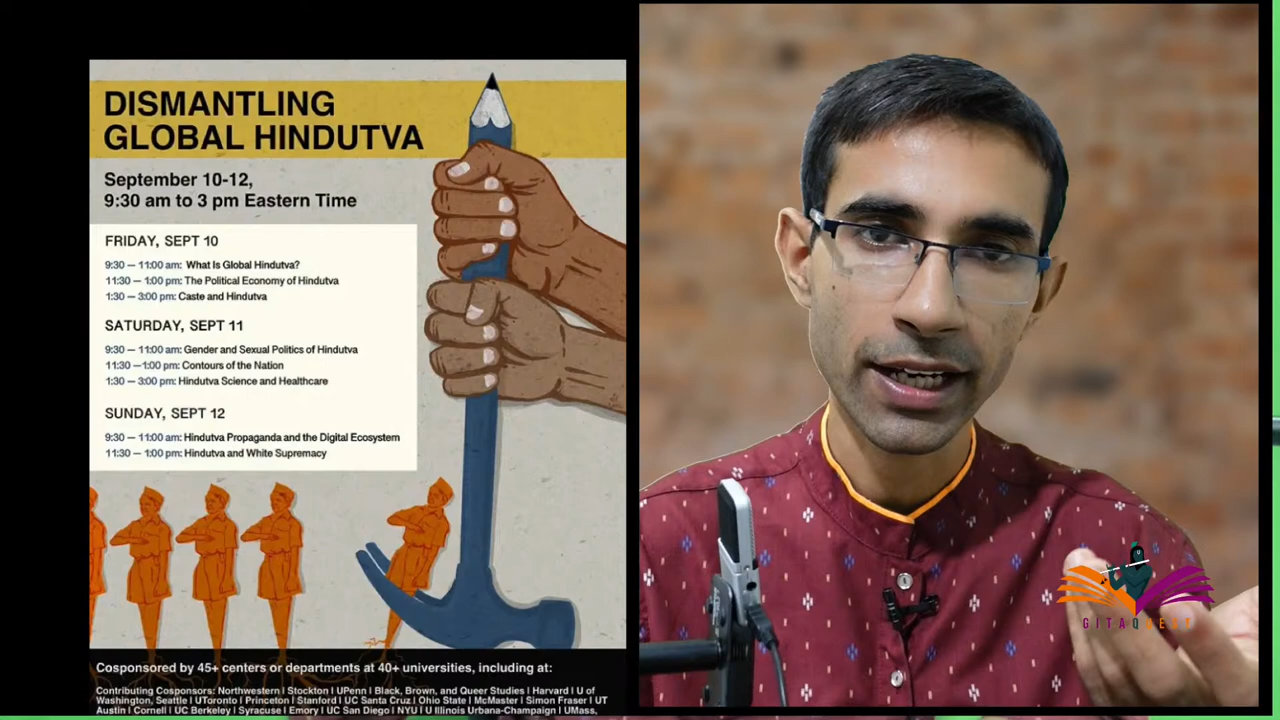 DISMANTLING
GLOBAL HINDUTVA
September 10-12,
9:30 am to 3 pm Eastern Time
FRIDAY, SEPT 10
9:30 — 11:00 am: What Is Global Hindutva?
11:30 — 1:00 pm: The Political Economy of Hindutva
1:30 — 3:00 pm: Caste and Hindutva
SATURDAY, SEPT 11
9:30 — 11:00 am: Gender and Sexual Politics of Hindutva
11:30 —1:00 pm: Contours of the Nation
1:30 — 3:00 pm: Hindutva Science and Healthcare
SUNDAY, SEPT 12
9:30 — 11:00 am: Hindutva Propaganda and the Digital Ecosystem
11:30 — 1:00 pm: Hindutva and White Supremacy
Cosponsored by 45+ centers or departments at 40+ universities, including at:
Contributing Cosponsors: Northwestern | Stockton | UPenn | Black, Brown, and Queer Studies | Harvard | U of
Washington, Seattle | UToronto | Princeton | Stanford | UC Santa Cruz | Ohio State | McMaster | Simon Fraser | UT
Austin | Cornell | UC Berkeley | Syracuse | Emory | UC San Diego | NYU | U Illinois Urbana-Champaign | UMass,
GITAQUEST